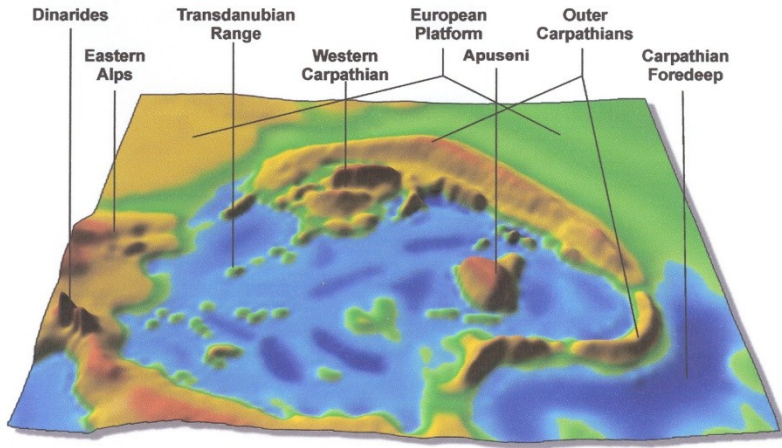 Dinarides
Transdanubian
Range
European
Platform
Outer
Carpathians
Eastern
Alps
Western
Carpathian
Apuseni
Carpathian
Foredeep